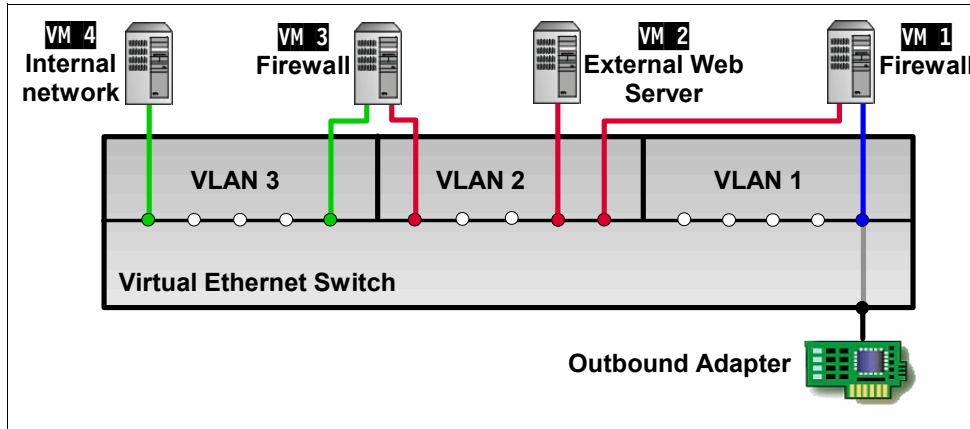 VM 4
Internal
network
VM 3
Firewall
VM 2
External Web
Server
VM 1
Firewall
VLAN 3
VLAN 2
VLAN 1
Virtual Ethernet Switch
Outbound Adapter